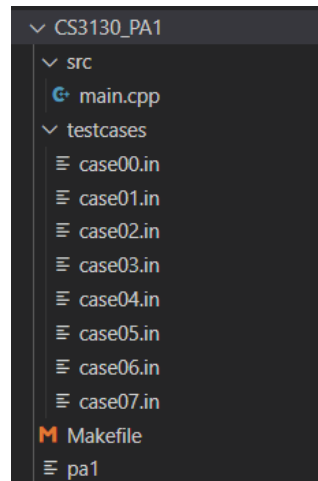 CS3130_PA1
src
main.cpp
testcases
case00.in
case01.in
case02.in
case03.in
case04.in
case05.in
case06.in
case07.in
M Makefile
pa1